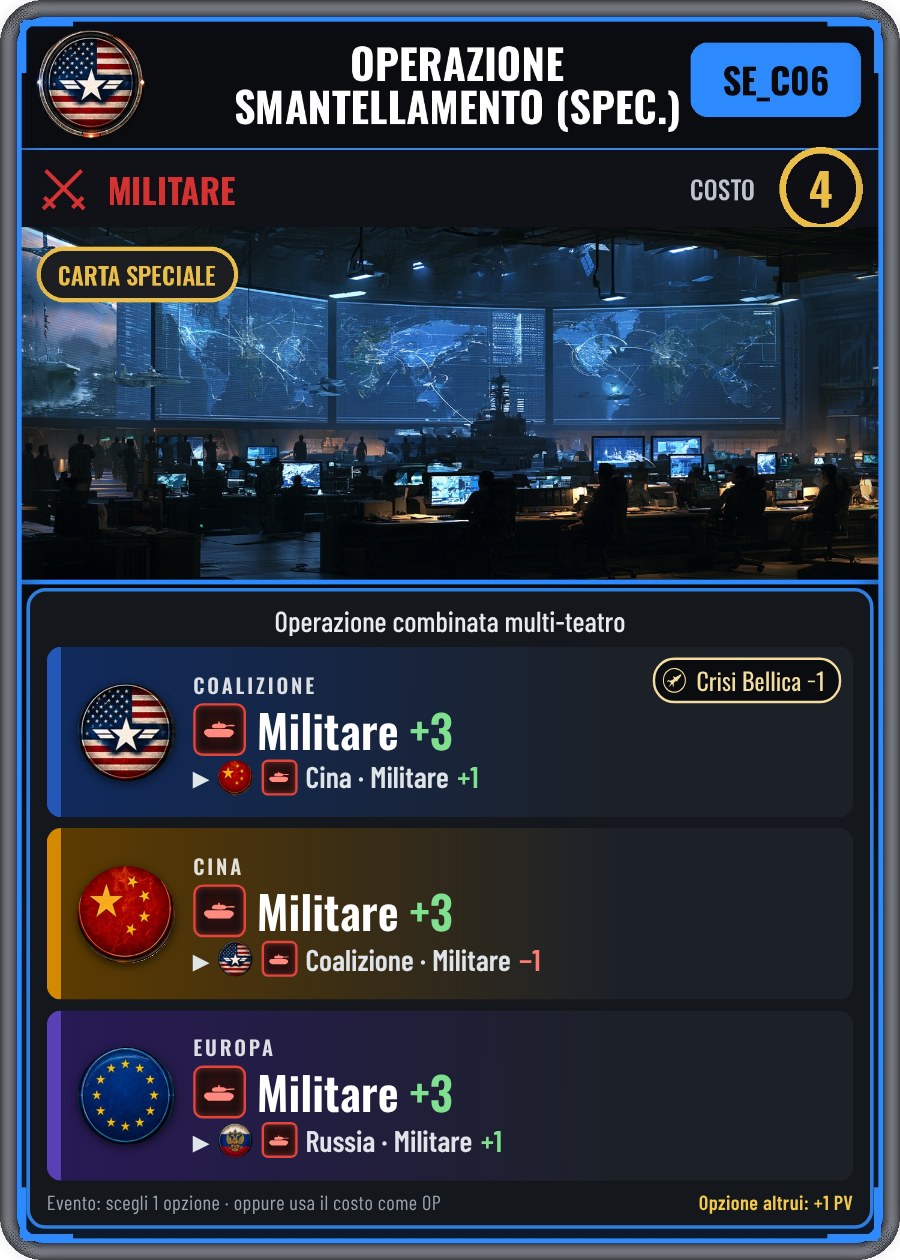 OPERAZIONE
SMANTELLAMENTO (SPEC.)
SE_C06
MILITARE
COSTO
4
CARTA SPECIALE
Operazione combinata multi-teatro
COALIZIONE
Crisi Bellica −1
Militare +3
▶ Cina · Militare +1
CINA
Militare +3
▶ Coalizione · Militare −1
EUROPA
Militare +3
▶ Russia · Militare +1
Evento: scegli 1 opzione · oppure usa il costo come OP
Opzione altrui: +1 PV